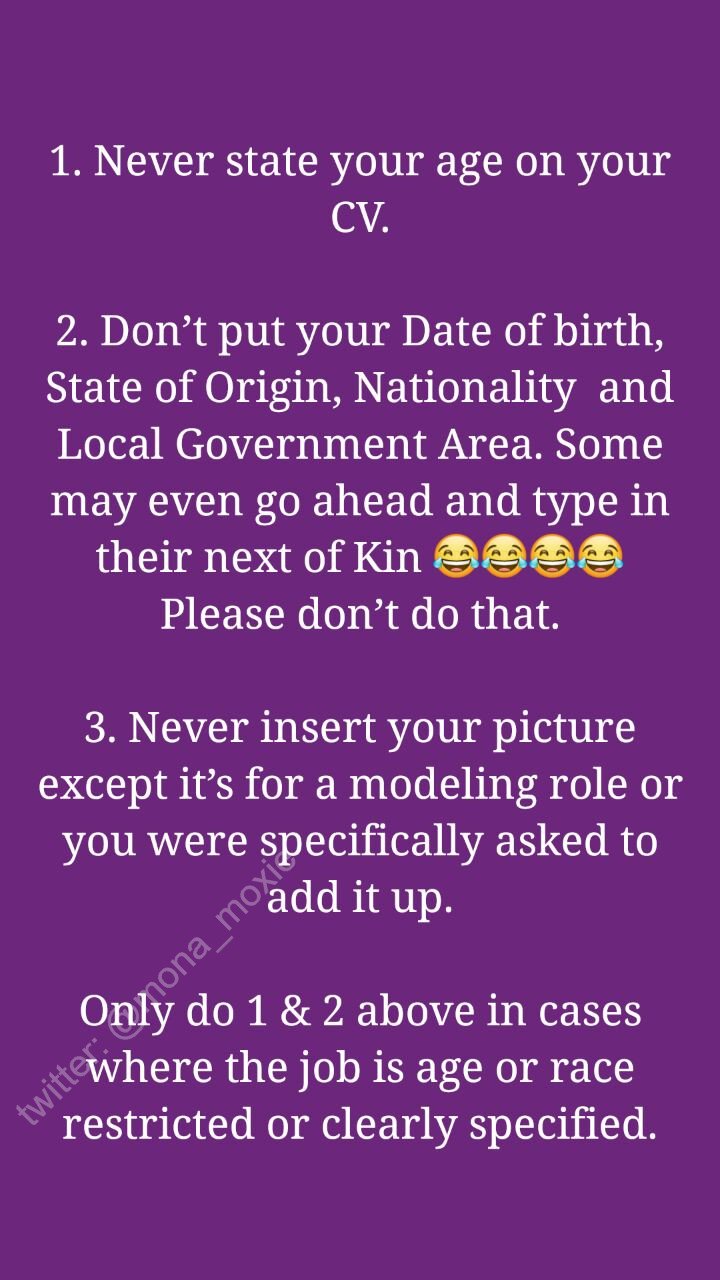 1. Never state your age on your
CV.
2. Don’t put your Date of birth,
State of Origin, Nationality  and
Local Government Area. Some
may even go ahead and type in
their next of Kin 😂😂😂😂
Please don’t do that.
3. Never insert your picture
except it’s for a modeling role or
you were specifically asked to
add it up.
Only do 1 & 2 above in cases
where the job is age or race
restricted or clearly specified.
twitter: @mona_moxie